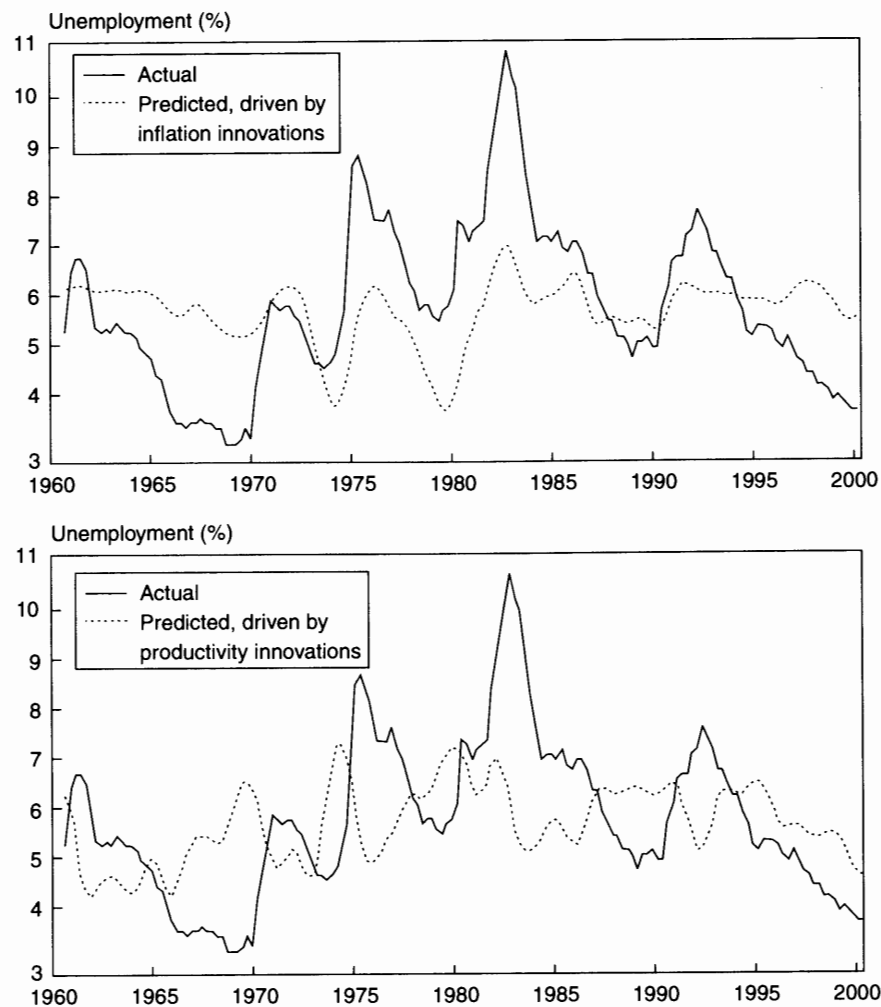 Unemployment (%)
11
10
9
8
7
6
5
4
3
Actual
Predicted, driven by
inflation innovations
1960 1965 1970 1975 1980 1985 1990 1995 2000
Unemployment (%)
11
10
9
8
7
6
5
4
3
Actual
Predicted, driven by
productivity innovations
1960 1965 1970 1975 1980 1985 1990 1995 2000